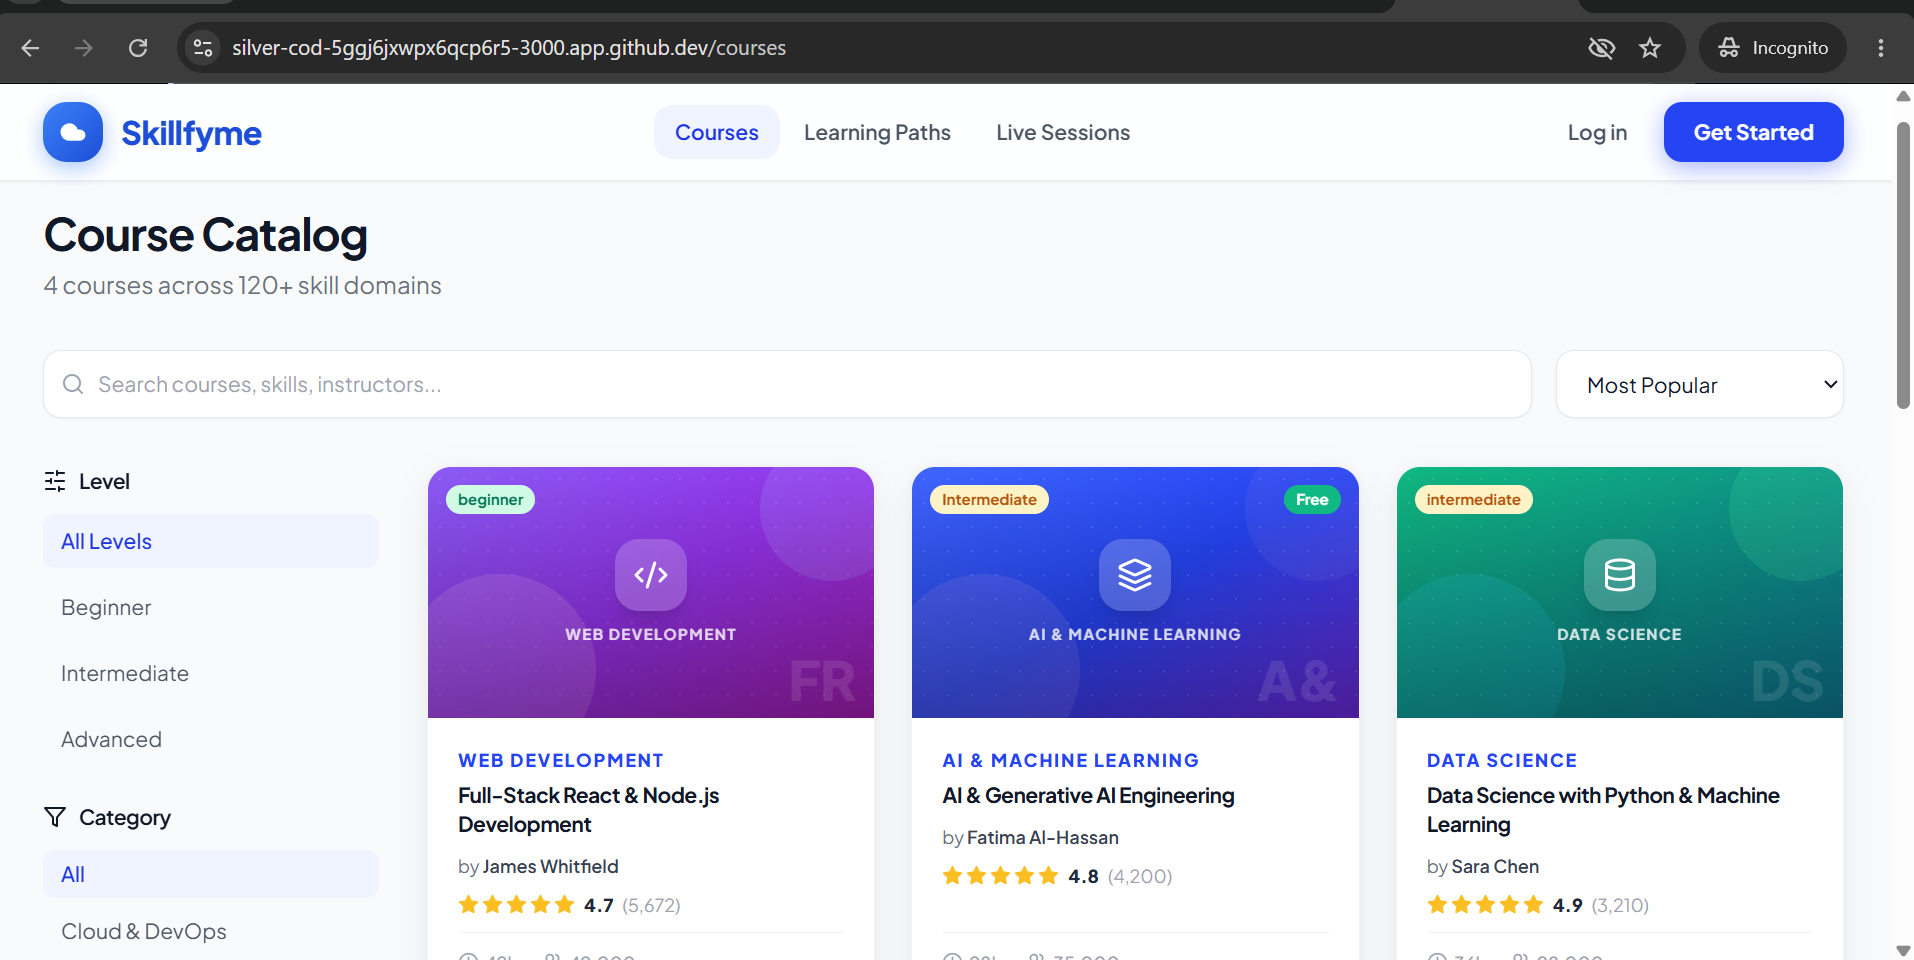 silver-cod-5ggj6jxwpx6qcp6r5-3000.app.github.dev/courses
Incognito
Skillfyme
Courses
Learning Paths
Live Sessions
Log in
Get Started
Course Catalog
4 courses across 120+ skill domains
Search courses, skills, instructors...
Most Popular
Level
All Levels
Beginner
Intermediate
Advanced
Category
All
Cloud & DevOps
beginner
WEB DEVELOPMENT
FR
WEB DEVELOPMENT
Full-Stack React & Node.js
Development
by James Whitfield
4.7 (5,672)
Intermediate
Free
AI & MACHINE LEARNING
A&
AI & MACHINE LEARNING
AI & Generative AI Engineering
by Fatima Al-Hassan
4.8 (4,200)
intermediate
DATA SCIENCE
DS
DATA SCIENCE
Data Science with Python & Machine
Learning
by Sara Chen
4.9 (3,210)